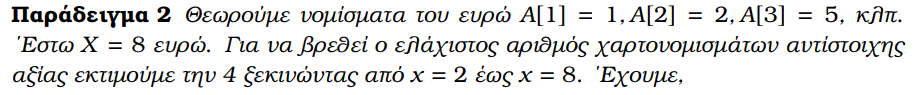 Παράδειγμα 2 Θεωρούμε νομίσματα του ευρώ A[1] = 1, A[2] = 2, A[3] = 5, κλπ.
Έστω X = 8 ευρώ. Για να βρεθεί ο ελάχιστος αριθμός χαρτονομισμάτων αντίστοιχης
αξίας εκτιμούμε την 4 ξεκινώντας από x = 2 έως x = 8. Έχουμε,